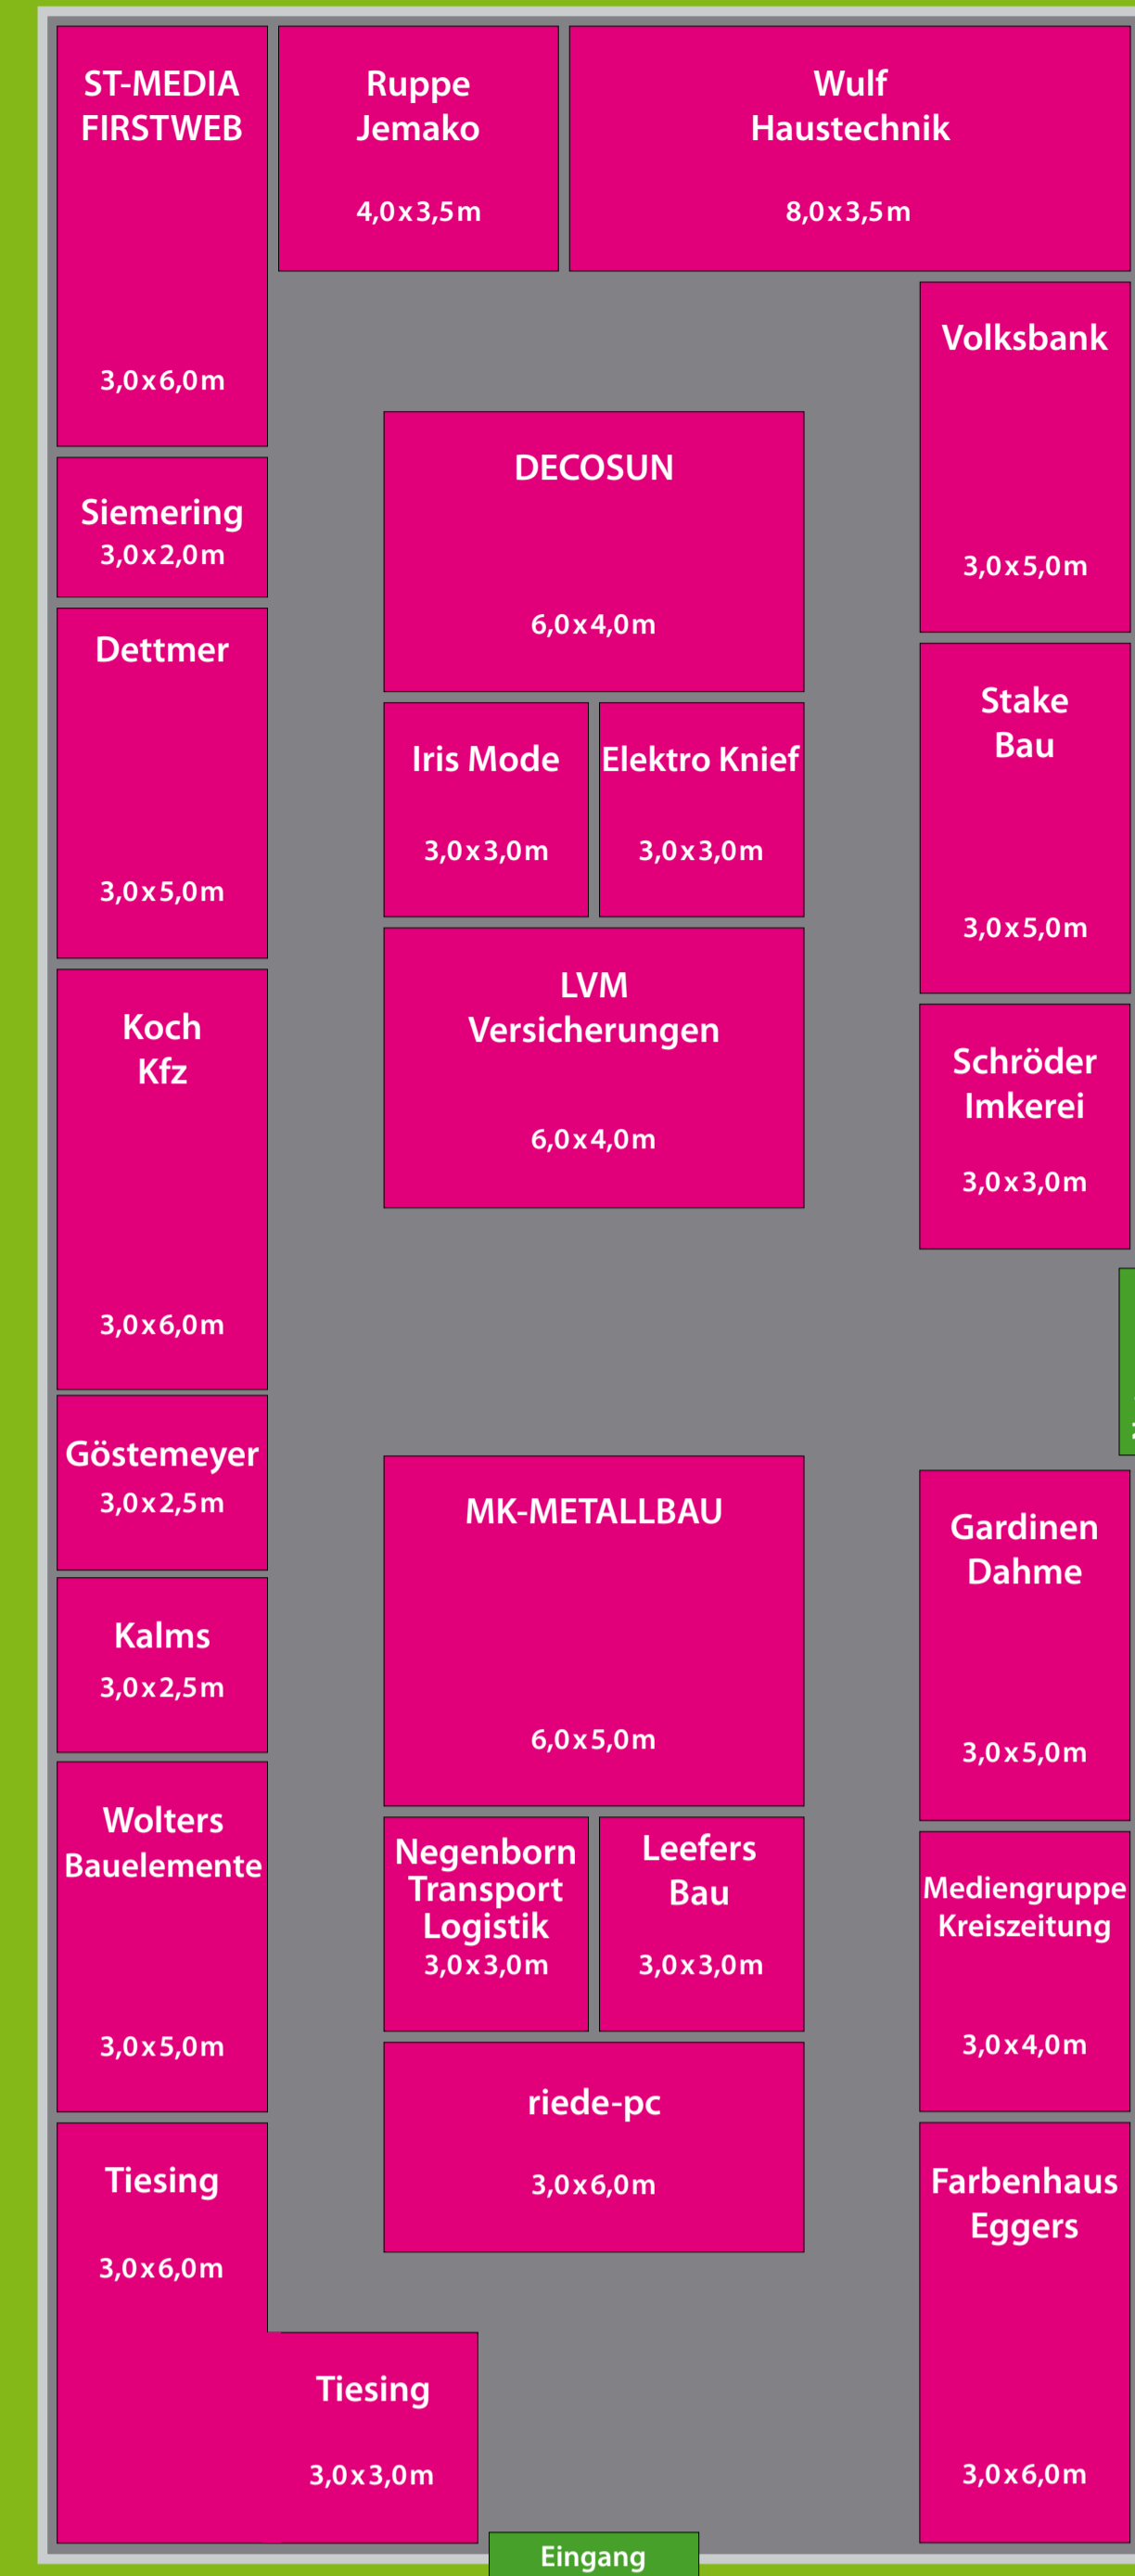 ST-MEDIA
FIRSTWEB
3,0x6,0m
Ruppe
Jemako
4,0x3,5m
Wulf
Haustechnik
8,0x3,5m
Volksbank
3,0x5,0m
DECOSUN
6,0x4,0m
Siemering
3,0x2,0m
Dettmer
3,0x5,0m
Iris Mode
3,0x3,0m
Elektro Knief
3,0x3,0m
Stake
Bau
3,0x5,0m
LVM
Versicherungen
6,0x4,0m
Koch
Kfz
3,0x6,0m
Schröder
Imkerei
3,0x3,0m
Göstemeyer
3,0x2,5m
MK-METALLBAU
6,0x5,0m
Gardinen
Dahme
3,0x5,0m
Kalms
3,0x2,5m
Wolters
Bauelemente
3,0x5,0m
Negenborn
Transport
Logistik
3,0x3,0m
Leefers
Bau
3,0x3,0m
Mediengruppe
Kreiszeitung
3,0x4,0m
riede-pc
3,0x6,0m
Tiesing
3,0x6,0m
Farbenhaus
Eggers
3,0x6,0m
Tiesing
3,0x3,0m
Eingang